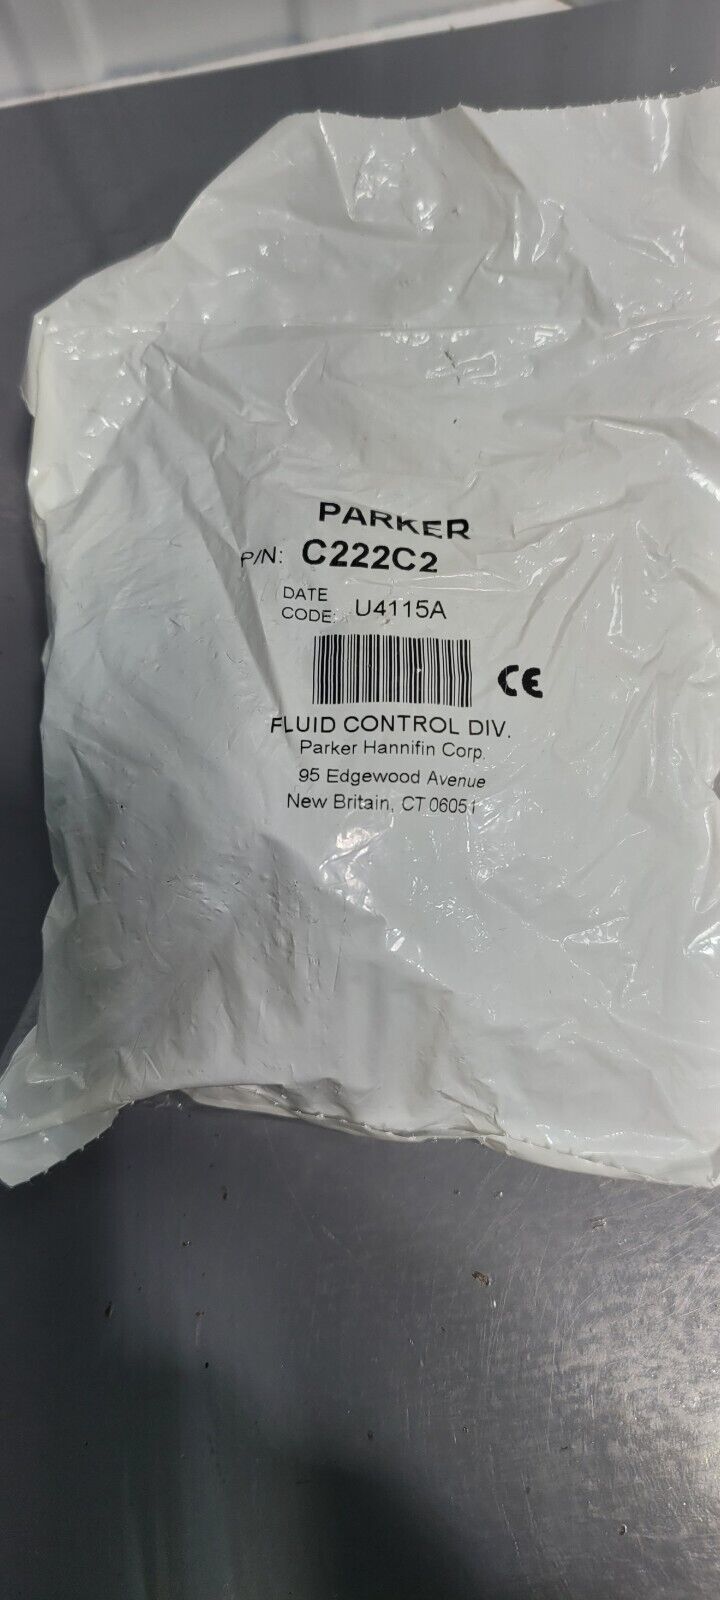 PARKER
P/N: C222C2
DATE
CODE: U4115A
CE
FLUID CONTROL DIV.
Parker Hannifin Corp.
95 Edgewood Avenue
New Britain, CT 06051